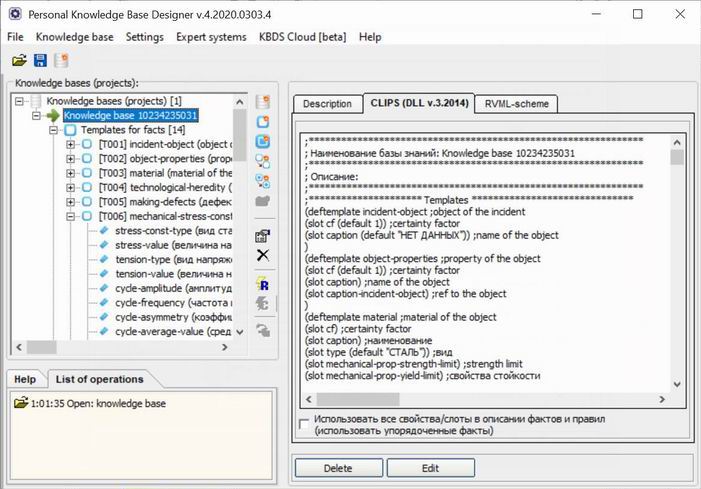 Personal Knowledge Base Designer v.4.2020.0303.4
File Knowledge base Settings Expert systems KBDS Cloud [beta] Help
Knowledge bases (projects):
Knowledge bases (projects) [1]
Knowledge base 10234235031
Templates for facts [14]
[T001] incident-object (object o
[T002] object-properties (prope
[T003] material (material of the
[T004] technological-heredity (
[T005] making-defects (дефек
[T006] mechanical-stress-const
stress-const-type (вид ста
stress-value (величина на
tension-type (вид напряже
tension-value (величина н
cycle-amplitude (амплитуд
cycle-frequency (частота н
cycle-asymmetry (коэффиц
cycle-average-value (сред
Help List of operations
1:01:35 Open: knowledge base
Description CLIPS (DLL v.3.2014) RVML-scheme
;******************************************************************
; Наименование базы знаний: Knowledge base 10234235031
;******************************************************************
; Описание:
;******************************************************************
;********************** Templates ********************************
(deftemplate incident-object ;object of the incident
(slot cf (default 1)) ;certainty factor
(slot caption (default "НЕТ ДАННЫХ")) ;name of the object
)
(deftemplate object-properties ;property of the object
(slot cf (default 1)) ;certainty factor
(slot caption) ;name of the object
(slot caption-incident-object) ;ref to the object
)
(deftemplate material ;material of the object
(slot cf) ;certainty factor
(slot caption) ;наименование
(slot type (default "СТАЛЬ")) ;вид
(slot mechanical-prop-strength-limit) ;strength limit
(slot mechanical-prop-yield-limit) ;свойства стойкости
Использовать все свойства/слоты в описании фактов и правил
(использовать упорядоченные факты)
Delete Edit